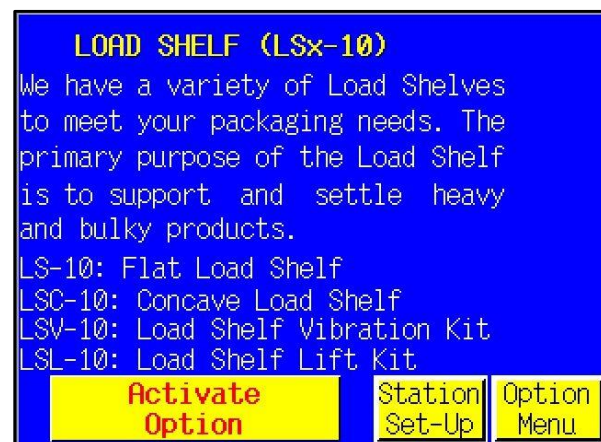 LOAD SHELF (LSx-10)
We have a variety of Load Shelves
to meet your packaging needs. The
primary purpose of the Load Shelf
is to support and settle heavy
and bulky products.
LS-10: Flat Load Shelf
LSC-10: Concave Load Shelf
LSV-10: Load Shelf Vibration Kit
LSL-10: Load Shelf Lift Kit
Activate
Option
Station
Set-Up
Option
Menu